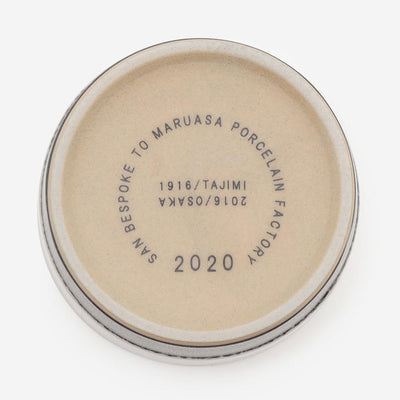 SAN BESPOKE TO MARUASA PORCELAIN FACTORY
1916/TAJIMI
2016/OSAKA
2020